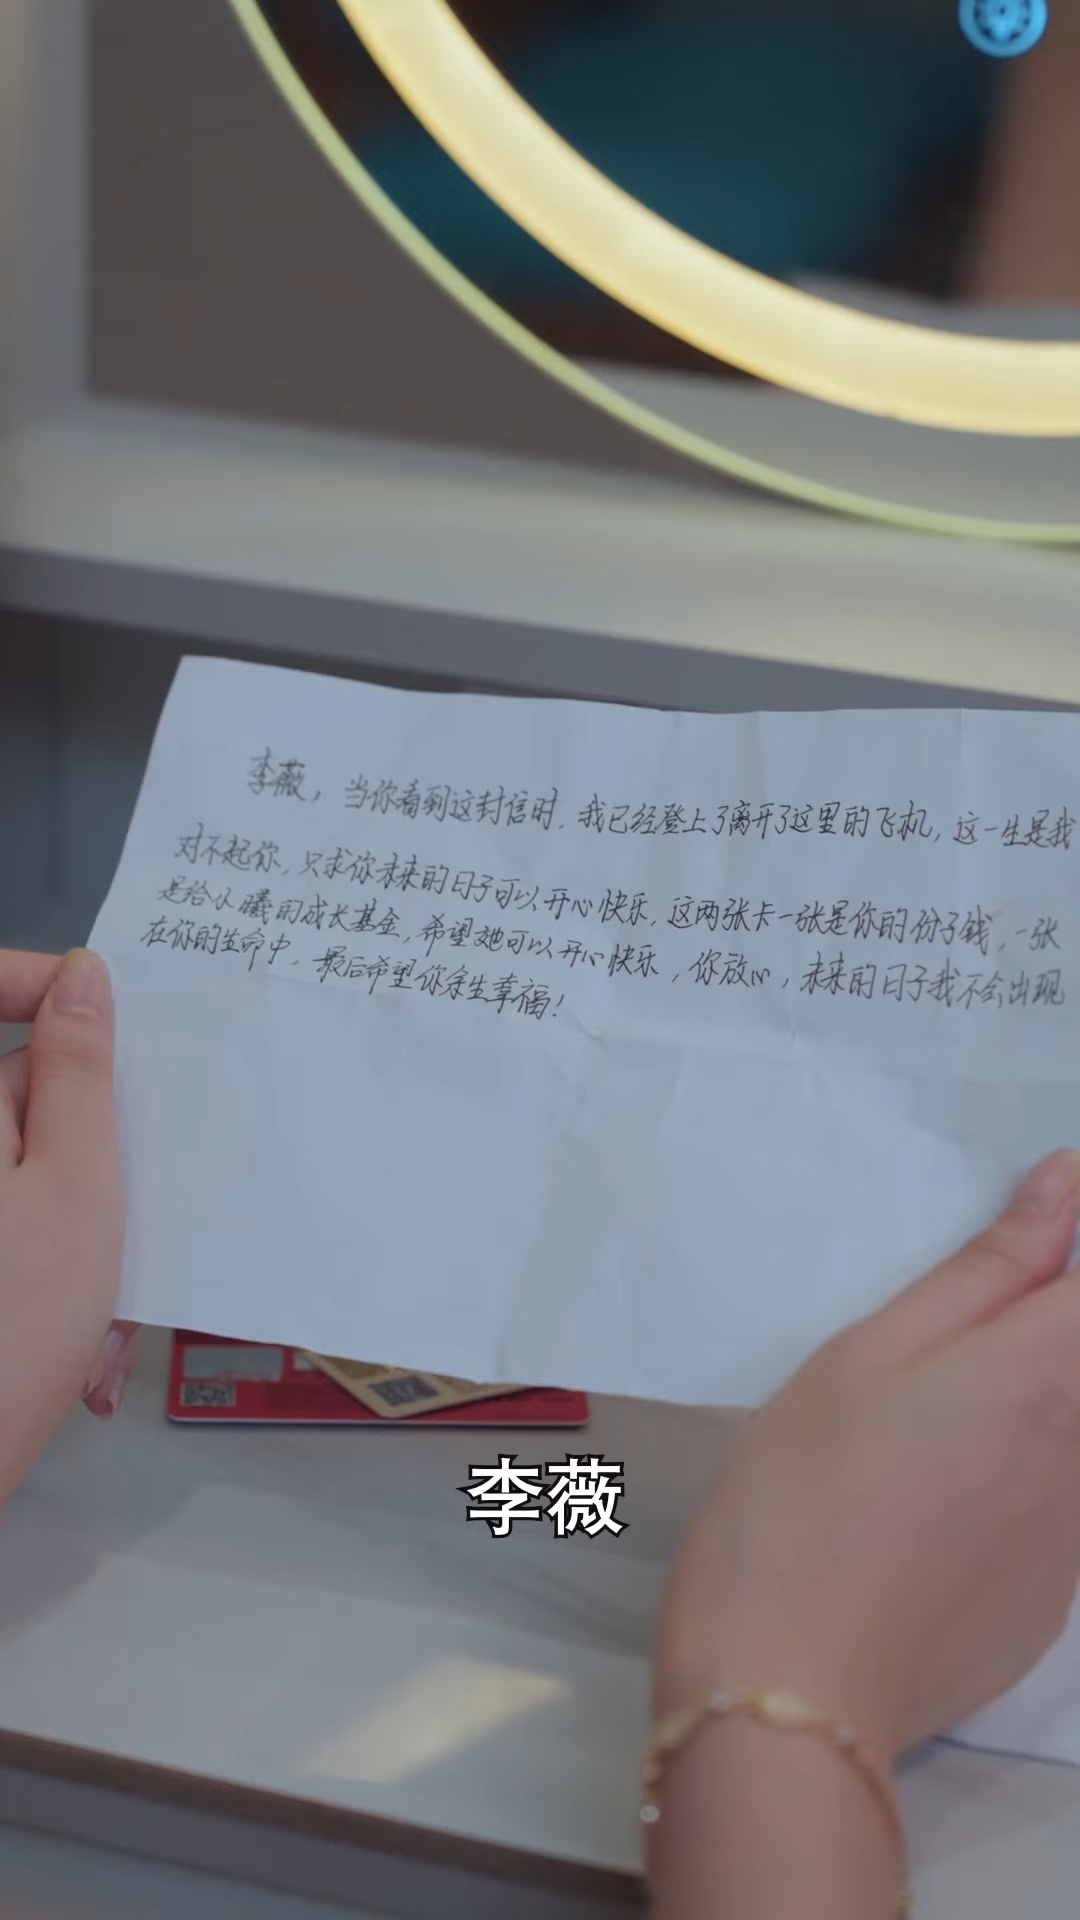 李薇，当你看到这封信时，我已经登上了离开了这里的飞机，这一生是我
对不起你，只求你未来的日子可以开心快乐，这两张卡一张是你的份子钱，一张
是给小曦的成长基金，希望她可以开心快乐，你放心，未来的日子我不会出现
在你的生命中，最后希望你余生幸福！
李薇